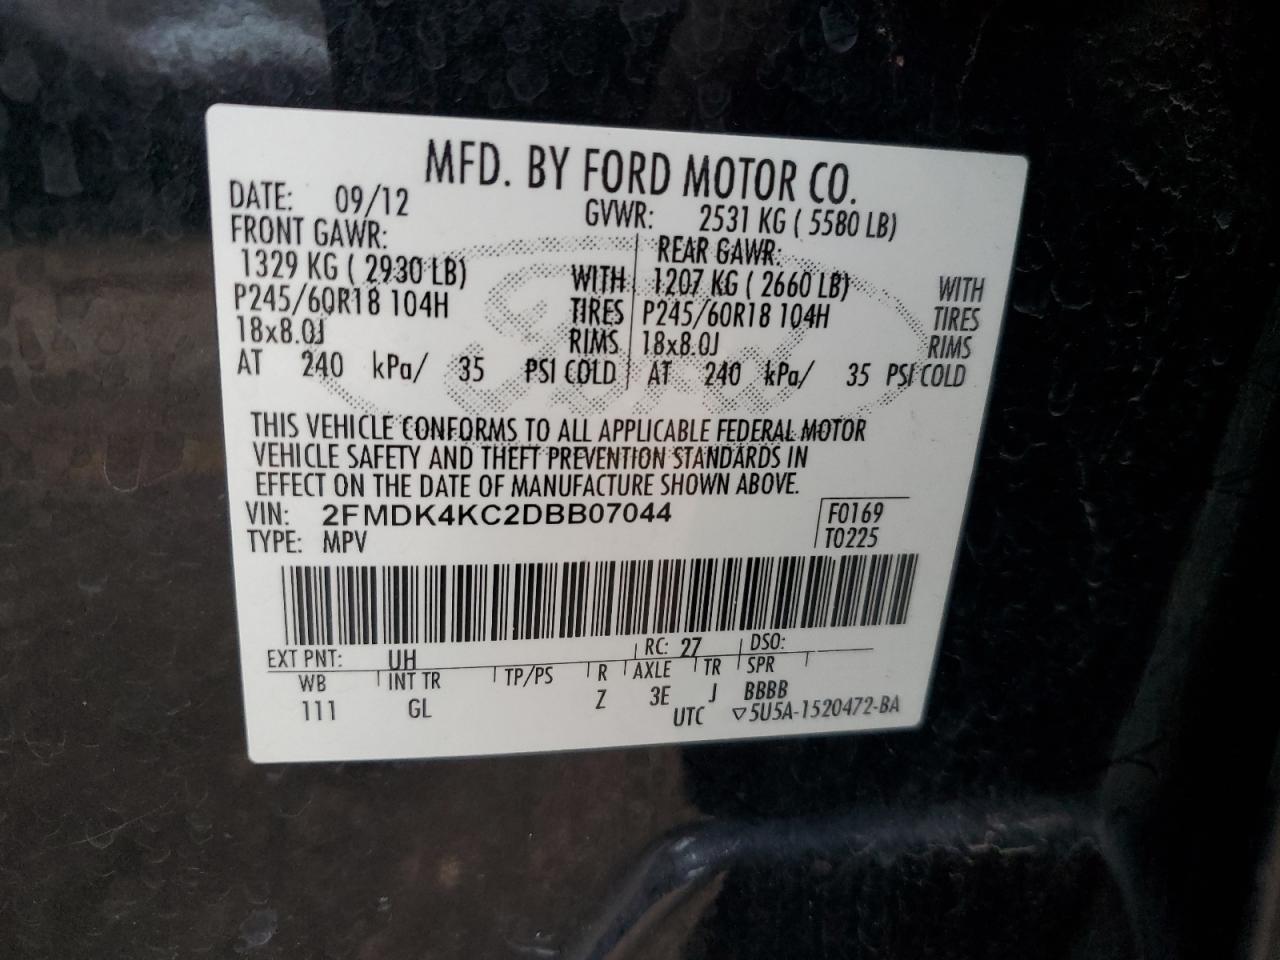 MFD. BY FORD MOTOR CO.
DATE: 09/12 GVWR: 2531 KG ( 5580 LB)
FRONT GAWR: REAR GAWR:
1329 KG ( 2930 LB) WITH 1207 KG ( 2660 LB) WITH
P245/60R18 104H TIRES P245/60R18 104H TIRES
18x8.0J RIMS 18x8.0J RIMS
AT 240 kPa/ 35 PSI COLD AT 240 kPa/ 35 PSI COLD
THIS VEHICLE CONFORMS TO ALL APPLICABLE FEDERAL MOTOR
VEHICLE SAFETY AND THEFT PREVENTION STANDARDS IN
EFFECT ON THE DATE OF MANUFACTURE SHOWN ABOVE.
VIN: 2FMDK4KC2DBB07044 F0169
TYPE: MPV T0225
EXT PNT: UH RC: 27 DSO:
WB INT TR TP/PS R AXLE TR SPR
111 GL Z 3E J BBBB
UTC ▽5U5A-1520472-BA